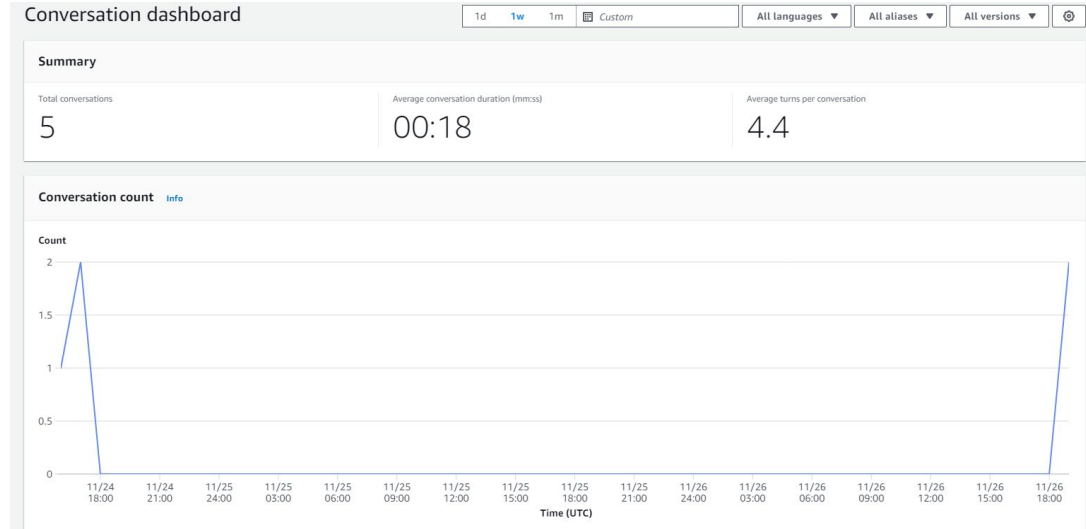 Conversation dashboard
1d 1w 1m Custom All languages ▼ All aliases ▼ All versions ▼
Summary
Total conversations Average conversation duration (mm:ss) Average turns per conversation
5 00:18 4.4
Conversation count Info
Count
2
1.5
1
0.5
0
11/24 11/24 11/25 11/25 11/25 11/25 11/25 11/25 11/25 11/25 11/26 11/26 11/26 11/26 11/26 11/26 11/26
18:00 21:00 24:00 03:00 06:00 09:00 12:00 15:00 18:00 21:00 24:00 03:00 06:00 09:00 12:00 15:00 18:00
Time (UTC)